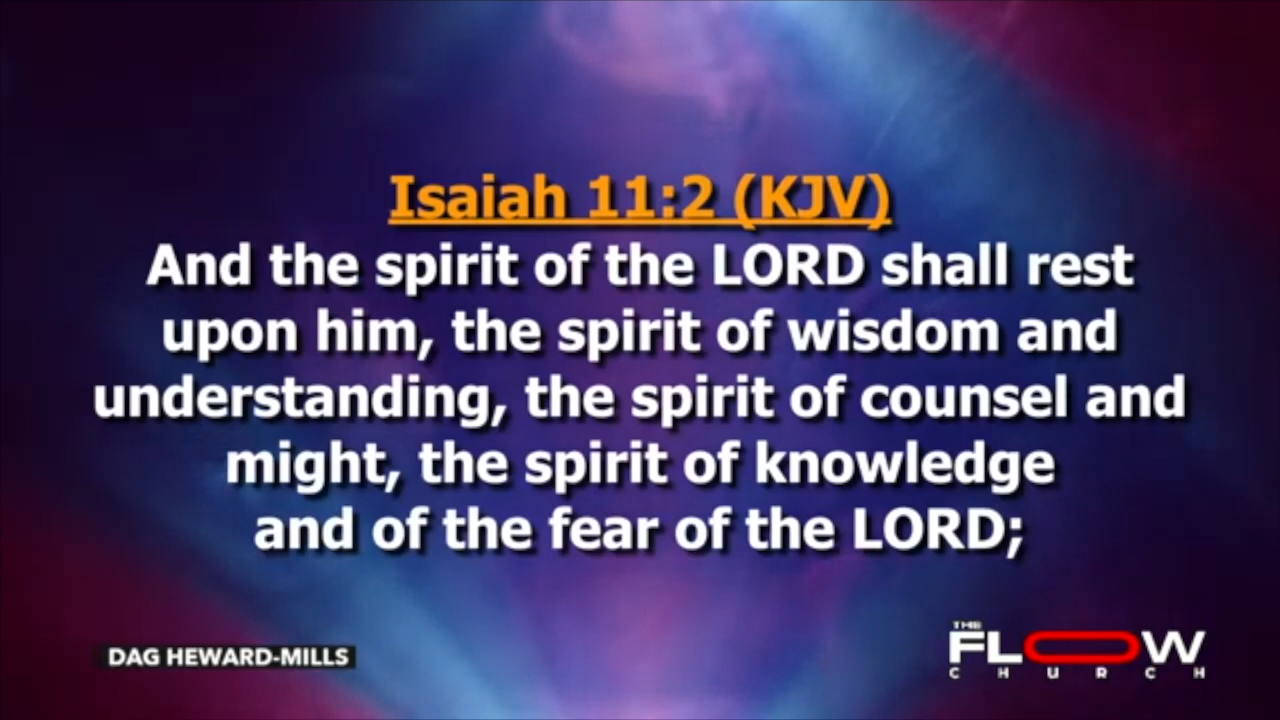 Isaiah 11:2 (KJV)
And the spirit of the LORD shall rest
upon him, the spirit of wisdom and
understanding, the spirit of counsel and
might, the spirit of knowledge
and of the fear of the LORD;
DAG HEWARD-MILLS
THE
FLOW
CHURCH